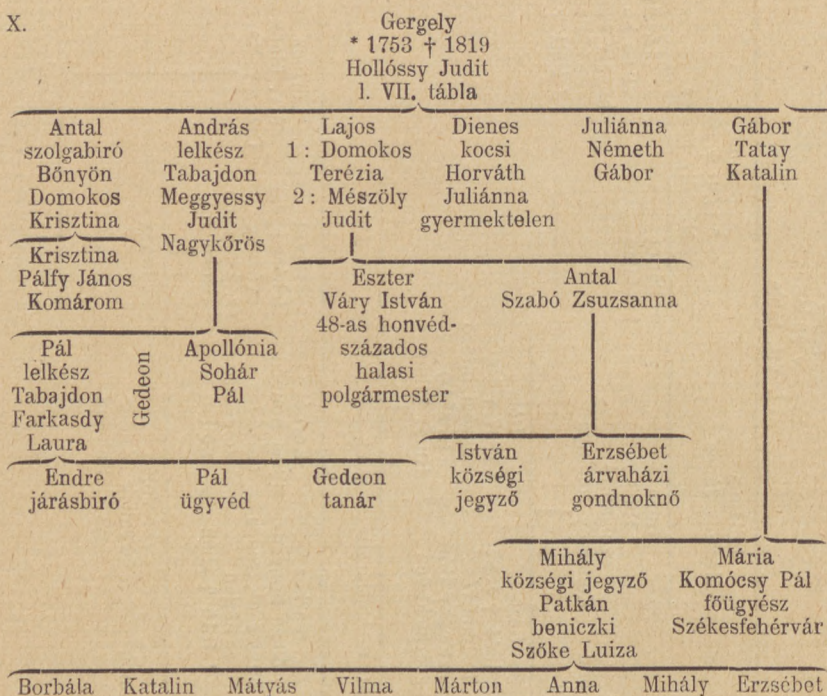 X.
Gergely
* 1753 † 1819
Hollóssy Judit
l. VII. tábla
Antal
szolgabiró
Bőnyön
Domokos
Krisztina
András
lelkész
Tabajdon
Meggyessy
Judit
Nagykőrös
Lajos
1 : Domokos
Terézia
2 : Mészöly
Judit
Dienes
kocsi
Horváth
Juliánna
gyermektelen
Juliánna
Németh
Gábor
Gábor
Tatay
Katalin
Krisztina
Pálfy János
Komárom
Eszter
Váry István
48-as honvéd-
százados
halasi
polgármester
Antal
Szabó Zsuzsanna
Pál
lelkész
Tabajdon
Farkasdy
Laura
Gedeon
Apollónia
Sohár
Pál
Endre
járásbiró
Pál
ügyvéd
Gedeon
tanár
István
községi
jegyző
Erzsébet
árvaházi
gondnoknő
Mihály
községi jegyző
Patkán
beniczki
Szőke Luiza
Mária
Komócsy Pál
főügyész
Székesfehérvár
Borbála Katalin Mátyás Vilma Márton Anna Mihály Erzsébet